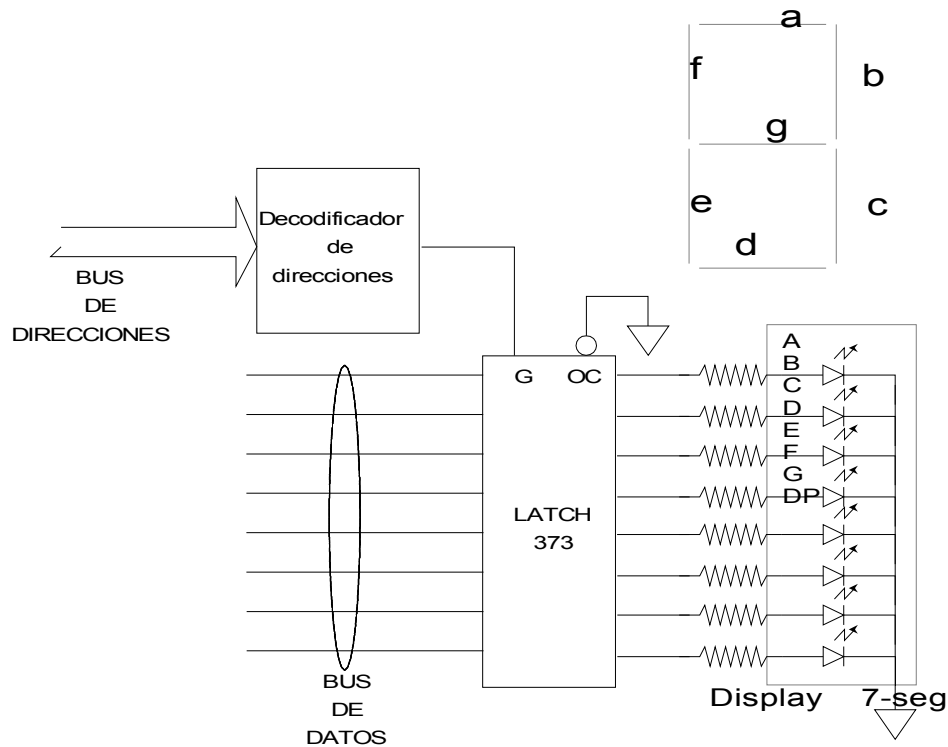 a
f
b
g
e
c
d
Decodificador
de
direcciones
BUS
DE
DIRECCIONES
G OC
A
B
C
D
E
F
G
DP
LATCH
373
BUS
DE
DATOS
Display 7-seg